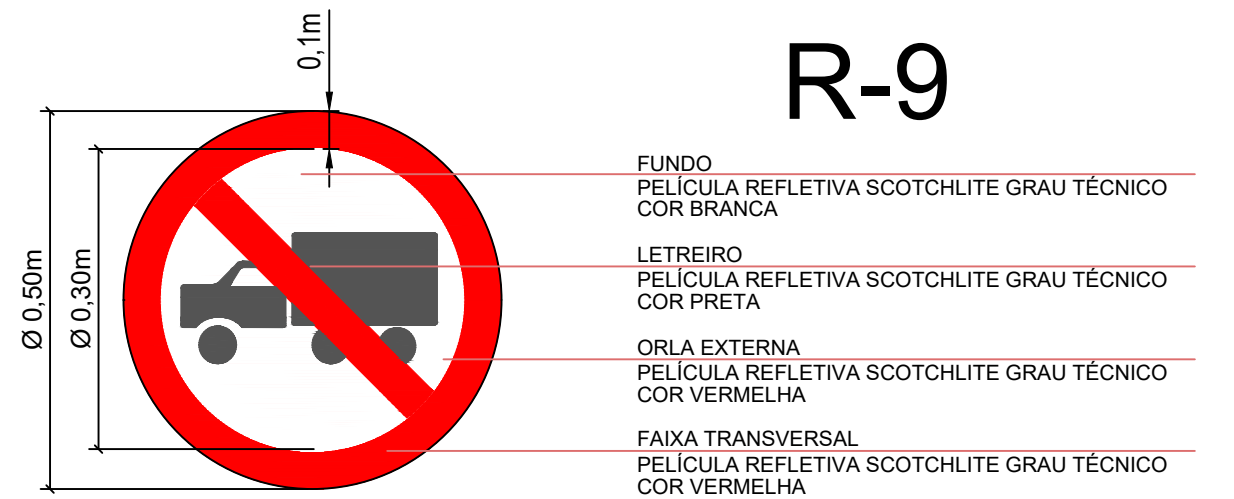 0,1m
R-9
Ø 0,50m
Ø 0,30m
FUNDO
PELÍCULA REFLETIVA SCOTCHLITE GRAU TÉCNICO
COR BRANCA
LETREIRO
PELÍCULA REFLETIVA SCOTCHLITE GRAU TÉCNICO
COR PRETA
ORLA EXTERNA
PELÍCULA REFLETIVA SCOTCHLITE GRAU TÉCNICO
COR VERMELHA
FAIXA TRANSVERSAL
PELÍCULA REFLETIVA SCOTCHLITE GRAU TÉCNICO
COR VERMELHA